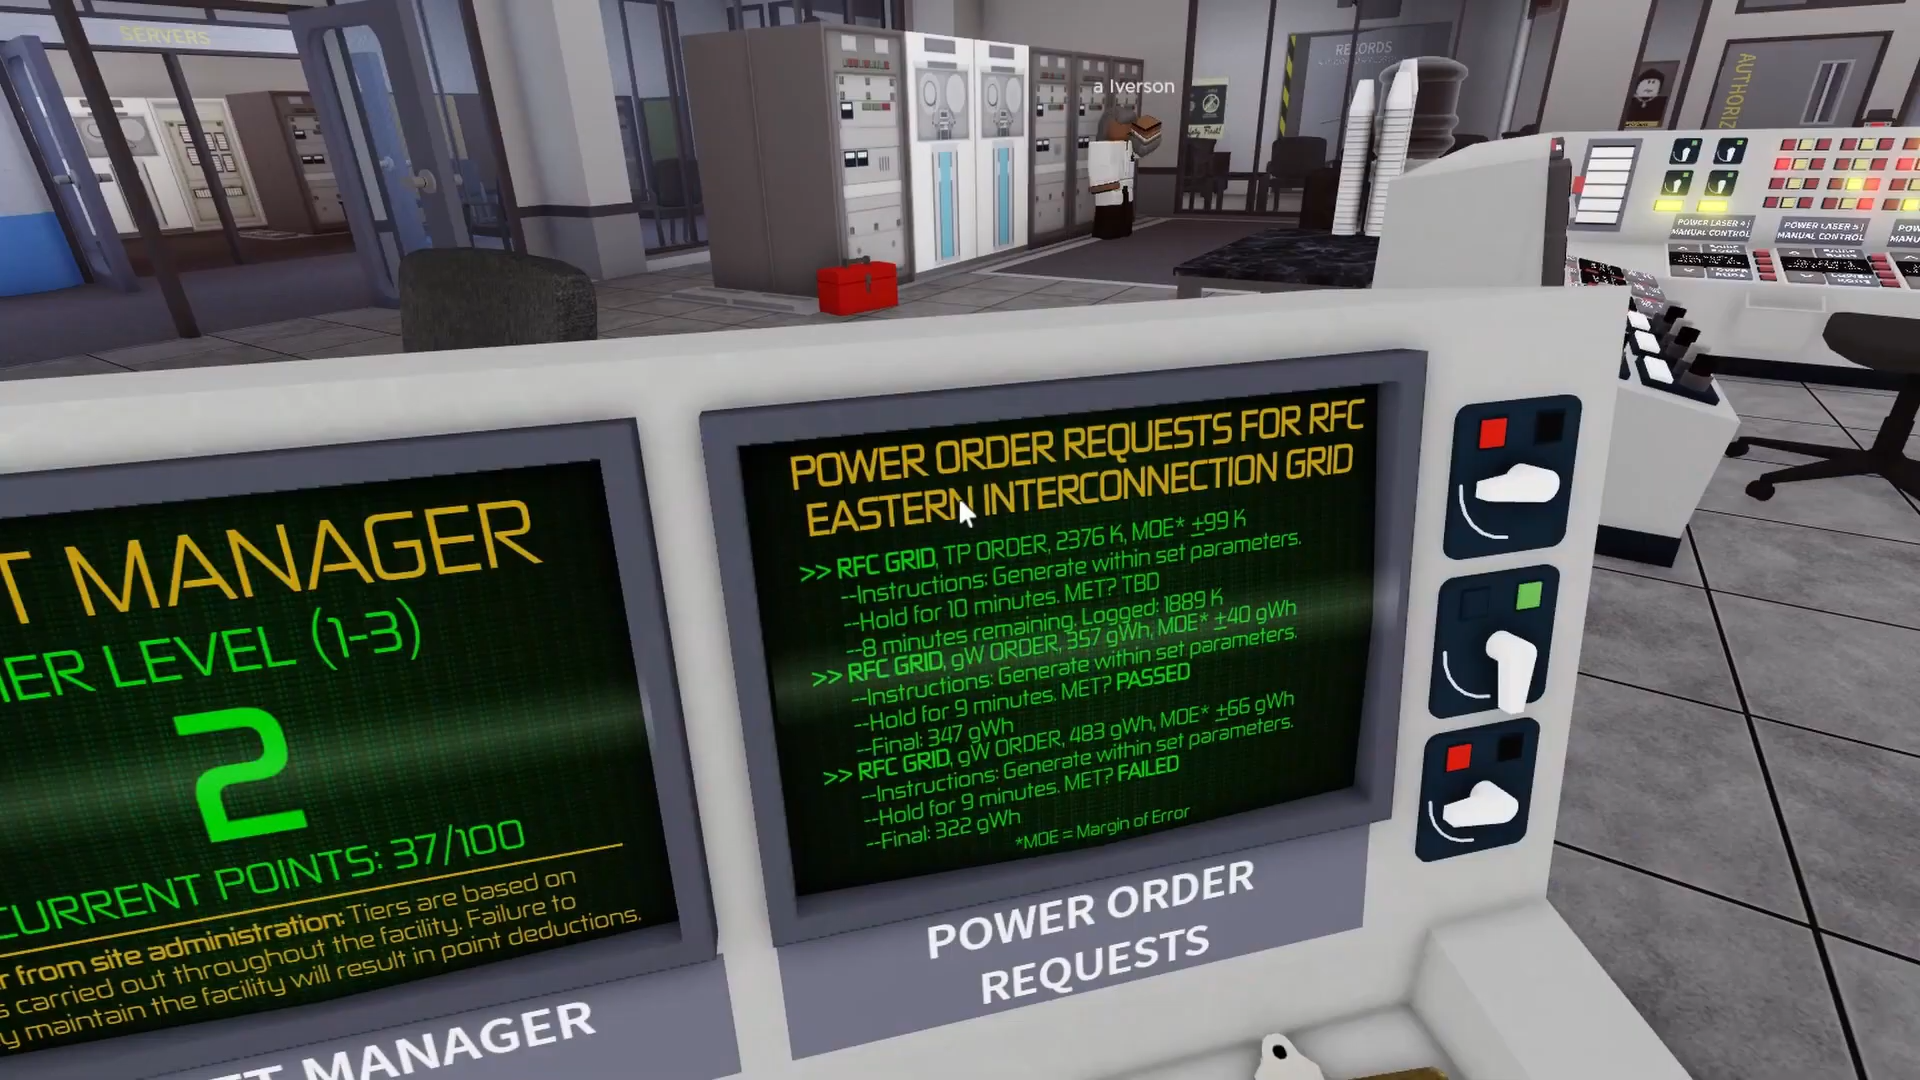 SERVERS
a Iverson
RECORDS
POWER LASER 4 |
MANUAL CONTROL
POWER LASER 5 |
MANUAL CONTROL
T MANAGER
IER LEVEL (1-3)
2
CURRENT POINTS: 37/100
r from site administration: Tiers are based on
s carried out throughout the facility. Failure to
y maintain the facility will result in point deductions.
MANAGER
POWER ORDER REQUESTS FOR RFC
EASTERN INTERCONNECTION GRID
>> RFC GRID, TP ORDER, 2376 K, MOE* ±99 K
--Instructions: Generate within set parameters.
--Hold for 10 minutes. MET? TBD
--8 minutes remaining. Logged: 1889 K
>> RFC GRID, gW ORDER, 357 gWh, MOE* ±40 gWh
--Instructions: Generate within set parameters.
--Hold for 9 minutes. MET? PASSED
--Final: 347 gWh
>> RFC GRID, gW ORDER, 483 gWh, MOE* ±66 gWh
--Instructions: Generate within set parameters.
--Hold for 9 minutes. MET? FAILED
--Final: 322 gWh
*MOE = Margin of Error
POWER ORDER
REQUESTS